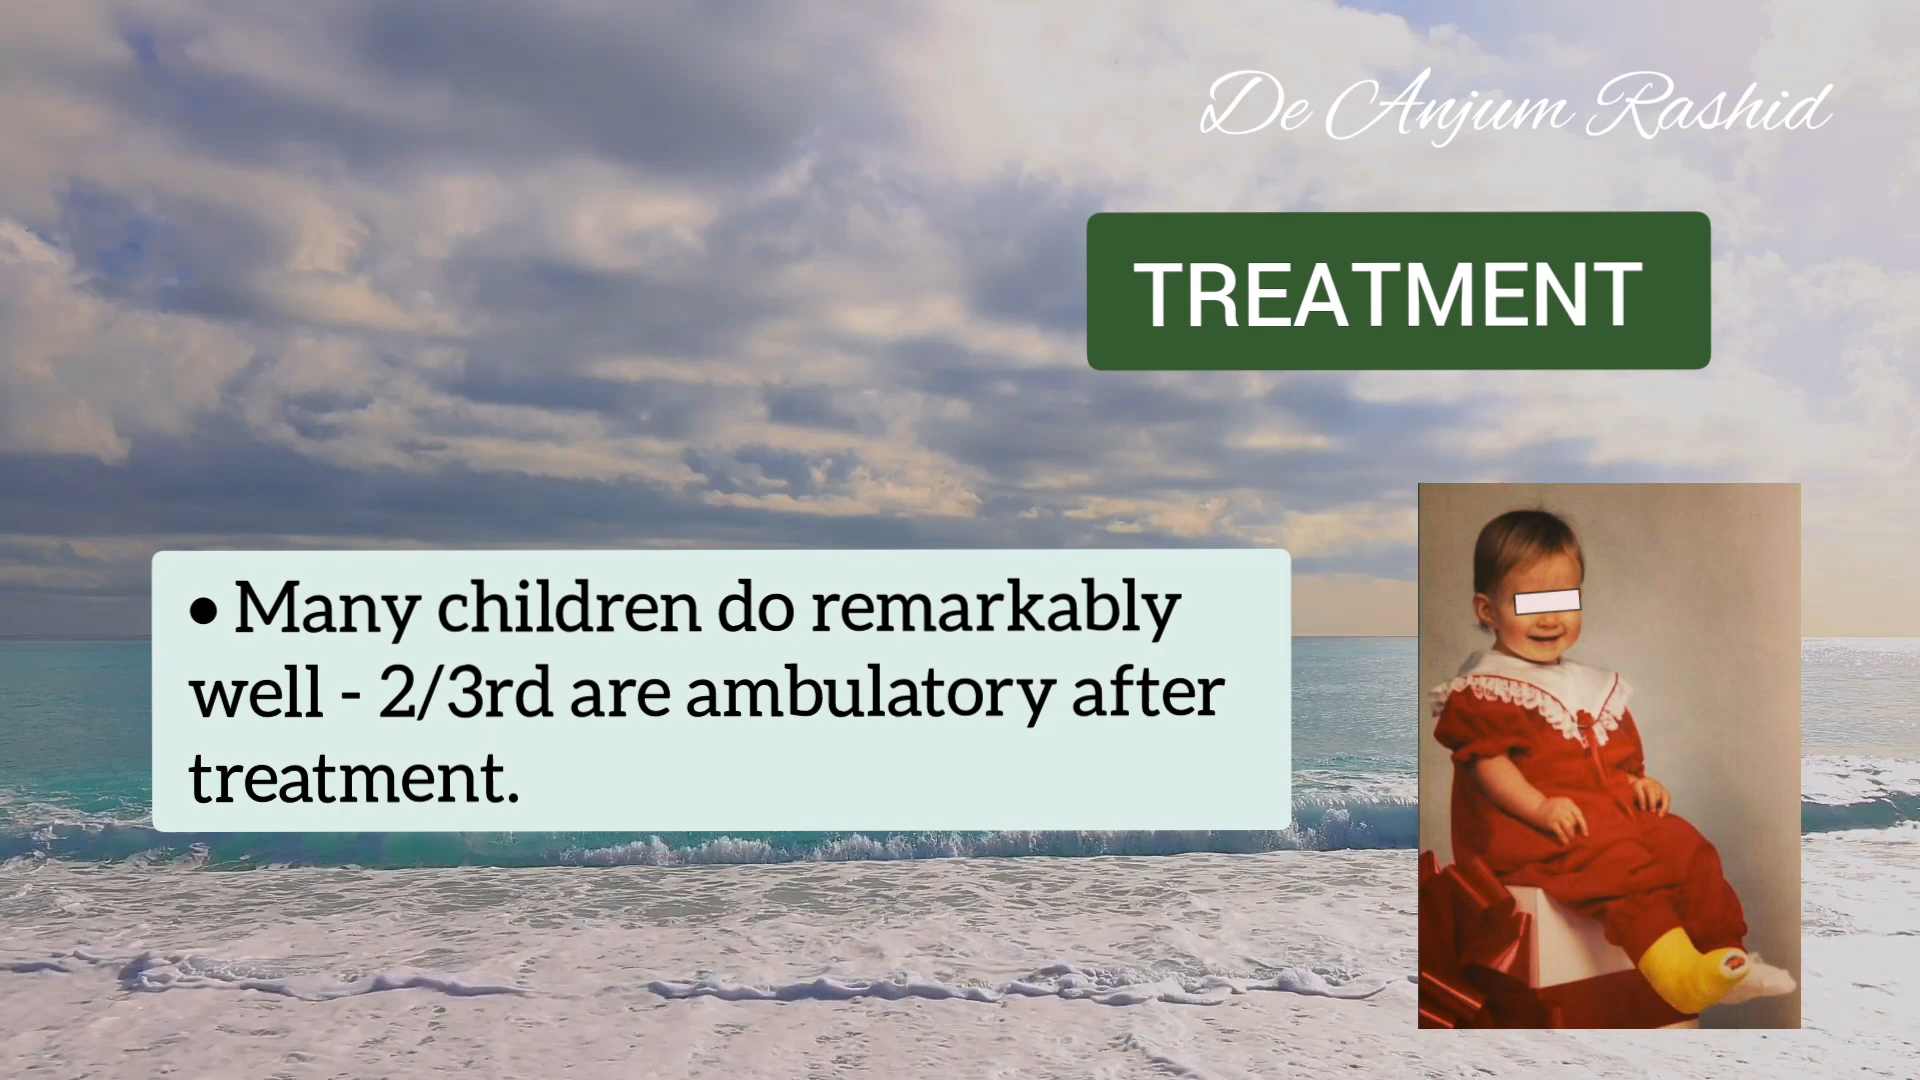 De Anjum Rashid
TREATMENT
• Many children do remarkably
well - 2/3rd are ambulatory after
treatment.